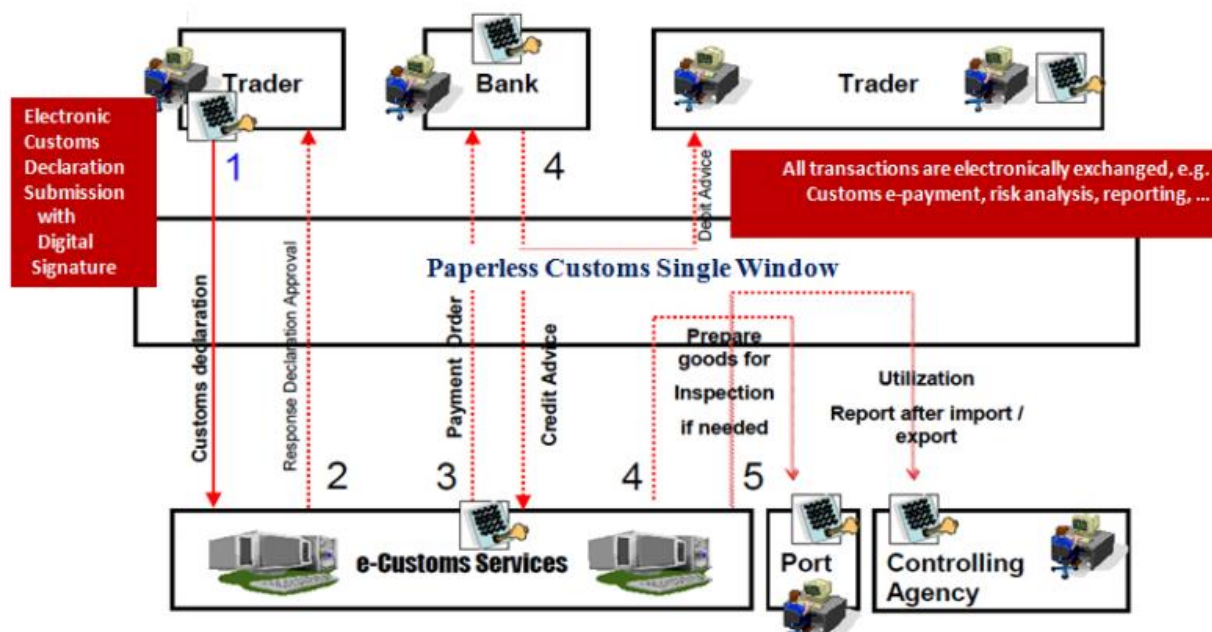 Trader
Bank
Trader
Electronic
Customs
Declaration
Submission
with
Digital
Signature
1
4
Debit Advice
All transactions are electronically exchanged, e.g.
Customs e-payment, risk analysis, reporting, ...
Paperless Customs Single Window
Customs declaration
Response Declaration Approval
Payment Order
Credit Advice
Prepare
goods for
Inspection
if needed
Utilization
Report after import /
export
2
3
4
5
e-Customs Services
Port
Controlling
Agency